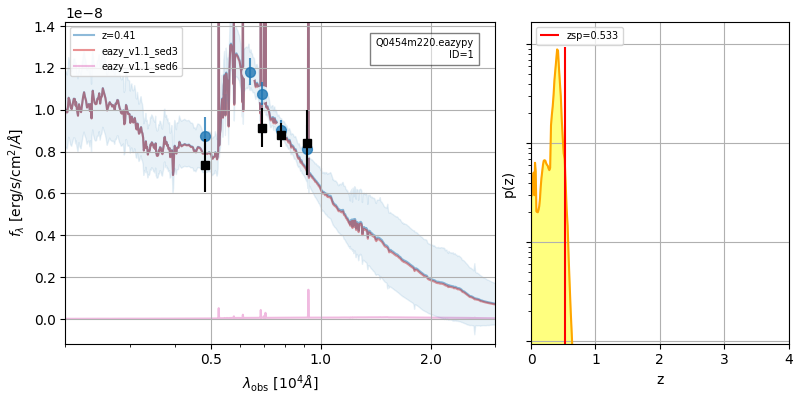 1e−8
z=0.41
eazy_v1.1_sed3
eazy_v1.1_sed6
Q0454m220.eazypy
ID=1
1.4
1.2
1.0
0.8
0.6
0.4
0.2
0.0
f_λ [erg/s/cm²/Å]
0.5 1.0 2.0
λ_obs [10⁴Å]
zsp=0.533
p(z)
0 1 2 3 4
z